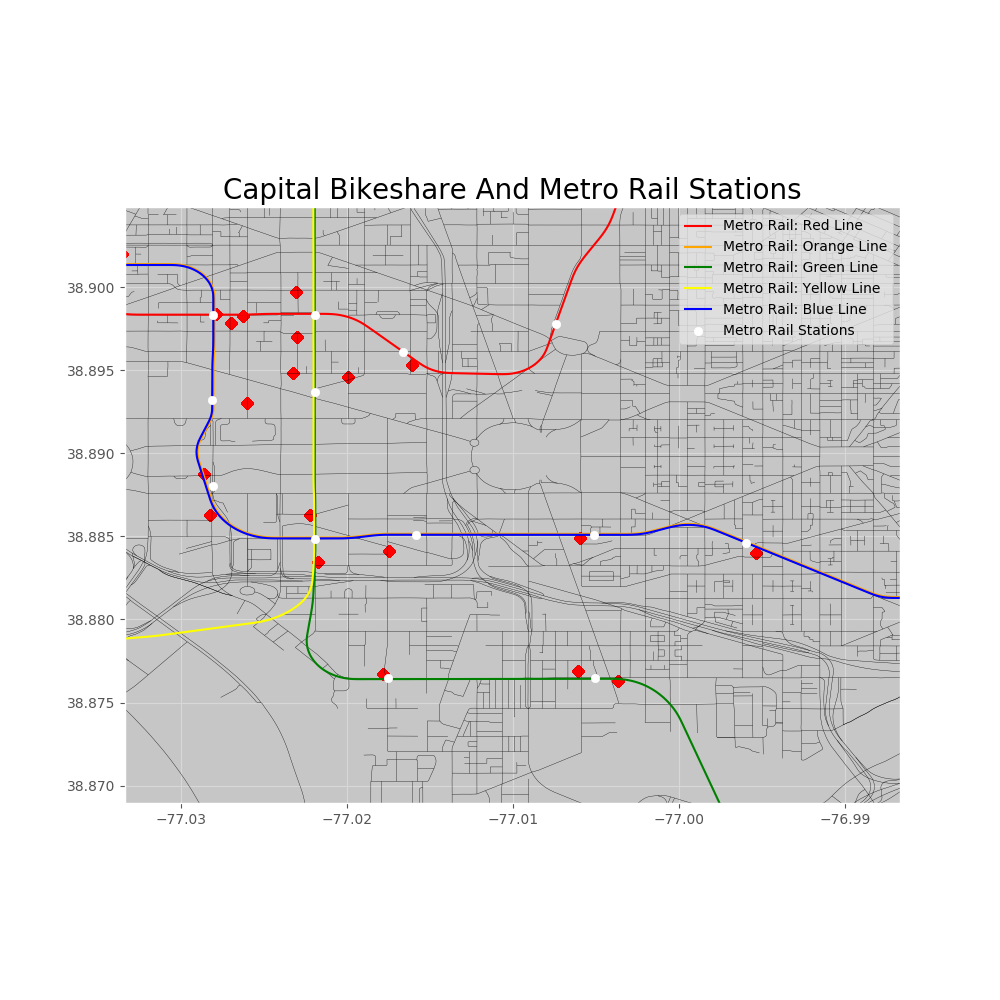 Capital Bikeshare And Metro Rail Stations
Metro Rail: Red Line
Metro Rail: Orange Line
Metro Rail: Green Line
Metro Rail: Yellow Line
Metro Rail: Blue Line
Metro Rail Stations
38.900
38.895
38.890
38.885
38.880
38.875
38.870
−77.03 −77.02 −77.01 −77.00 −76.99